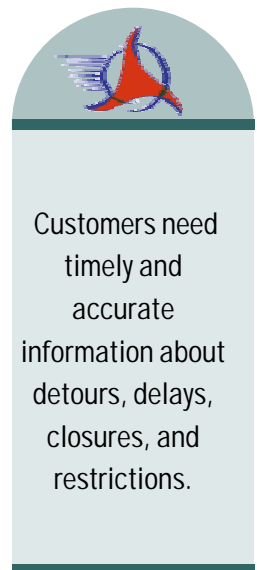 Customers need
timely and
accurate
information about
detours, delays,
closures, and
restrictions.